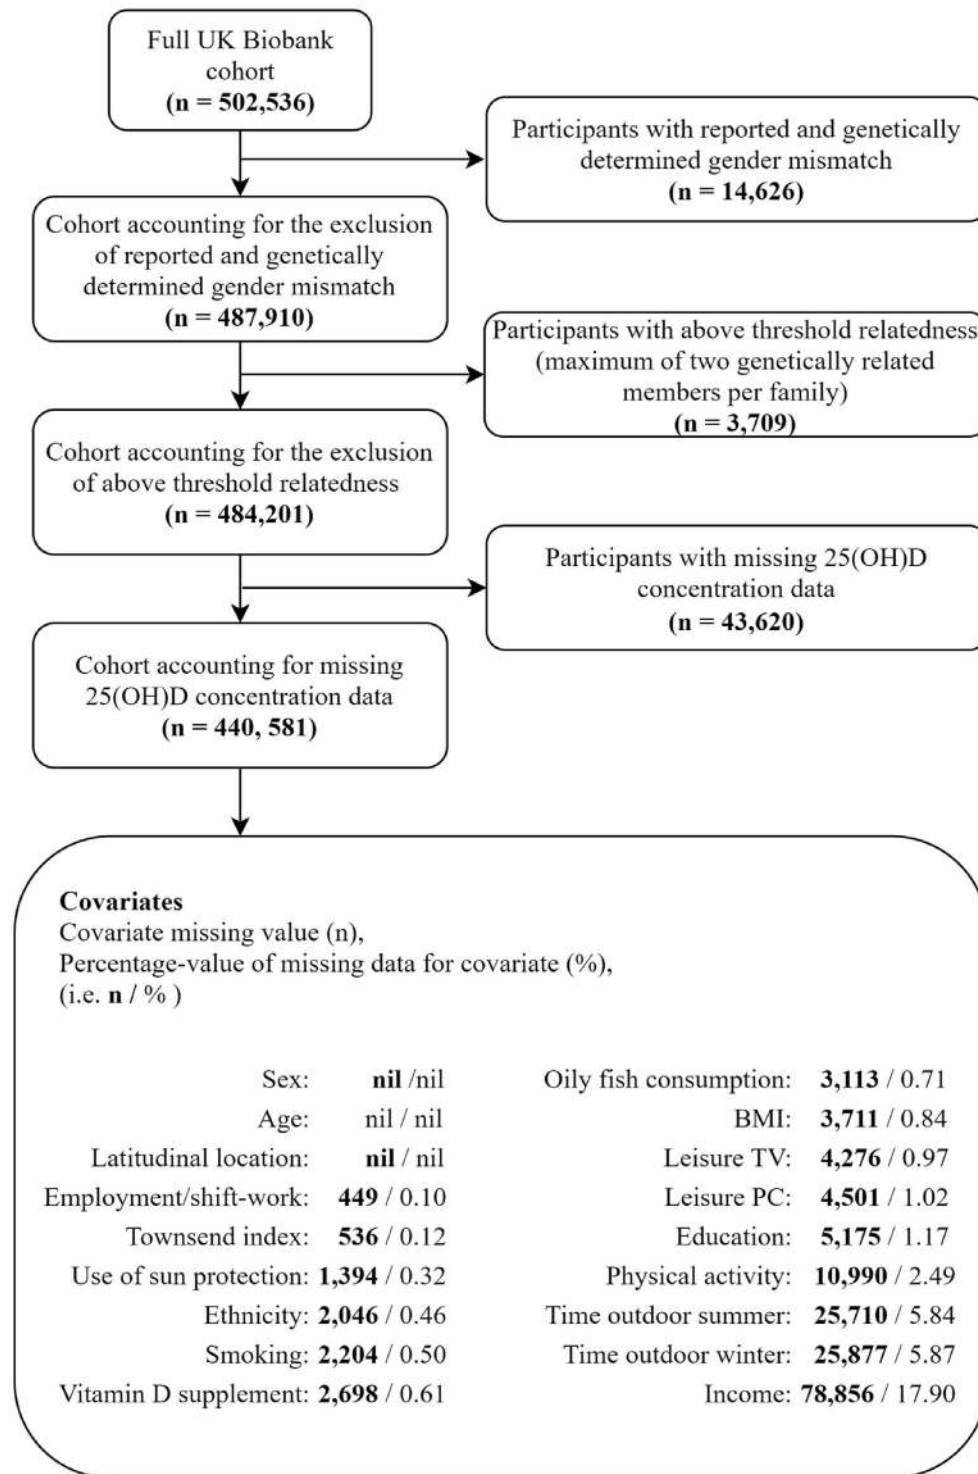 Full UK Biobank
cohort
(n = 502,536)
Participants with reported and genetically
determined gender mismatch
(n = 14,626)
Cohort accounting for the exclusion
of reported and genetically
determined gender mismatch
(n = 487,910)
Participants with above threshold relatedness
(maximum of two genetically related
members per family)
(n = 3,709)
Cohort accounting for the exclusion
of above threshold relatedness
(n = 484,201)
Participants with missing 25(OH)D
concentration data
(n = 43,620)
Cohort accounting for missing
25(OH)D concentration data
(n = 440, 581)
Covariates
Covariate missing value (n),
Percentage-value of missing data for covariate (%),
(i.e. n / % )
Sex: nil /nil
Age: nil / nil
Latitudinal location: nil / nil
Employment/shift-work: 449 / 0.10
Townsend index: 536 / 0.12
Use of sun protection: 1,394 / 0.32
Ethnicity: 2,046 / 0.46
Smoking: 2,204 / 0.50
Vitamin D supplement: 2,698 / 0.61
Oily fish consumption: 3,113 / 0.71
BMI: 3,711 / 0.84
Leisure TV: 4,276 / 0.97
Leisure PC: 4,501 / 1.02
Education: 5,175 / 1.17
Physical activity: 10,990 / 2.49
Time outdoor summer: 25,710 / 5.84
Time outdoor winter: 25,877 / 5.87
Income: 78,856 / 17.90